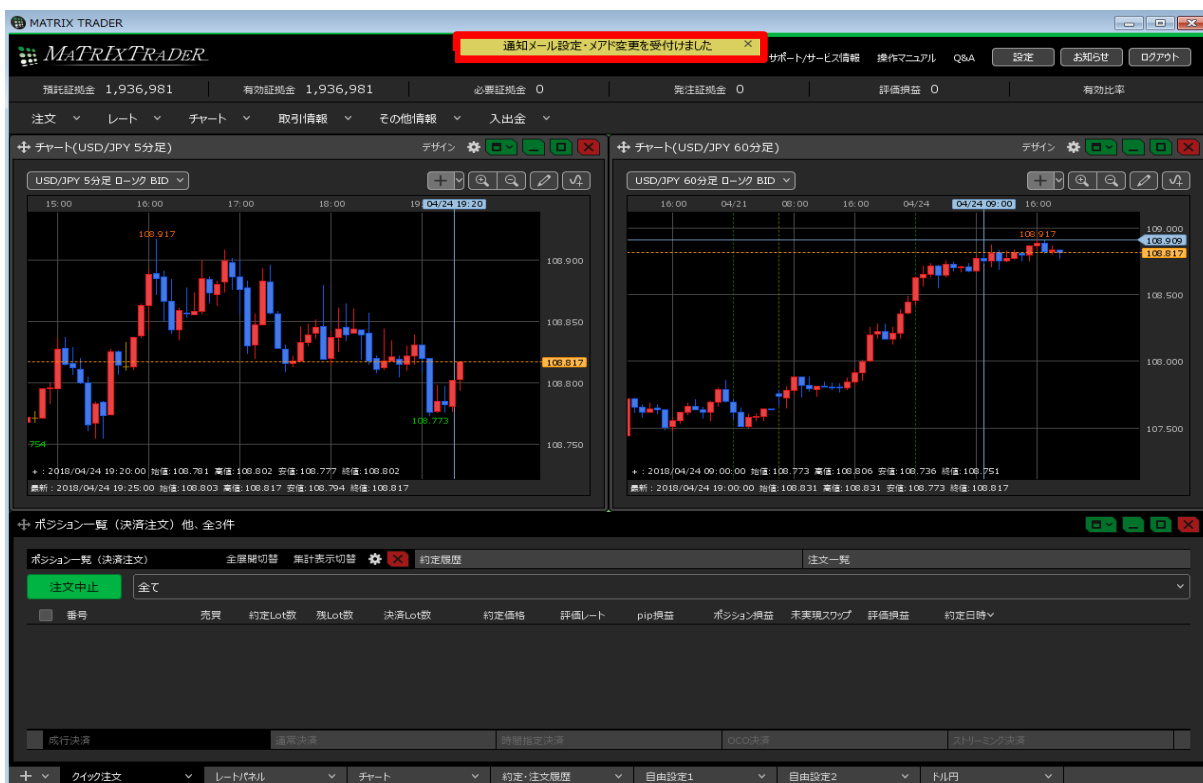 MATRIX TRADER
通知メール設定・メアド変更を受付けました ×
MATRIXTRADER サポート/サービス情報 操作マニュアル Q&A 設定 お知らせ ログアウト
預託証拠金 1,936,981 有効証拠金 1,936,981 必要証拠金 0 発注証拠金 0 評価損益 0 有効比率
注文 レート チャート 取引情報 その他情報 入出金
チャート(USD/JPY 5分足) デザイン
USD/JPY 5分足 ローソク BID
15:00 16:00 17:00 18:00 19: 04/24 19:20
108.917
108.900
108.850
108.817
108.800
108.773
754
108.750
+ : 2018/04/24 19:20:00 始値:108.781 高値:108.802 安値:108.777 終値:108.802
最新 : 2018/04/24 19:25:00 始値:108.803 高値:108.817 安値:108.794 終値:108.817
チャート(USD/JPY 60分足) デザイン
USD/JPY 60分足 ローソク BID
16:00 04/21 08:00 16:00 04/24 04/24 09:00 16:00
109.000
108.917
108.909
108.817
108.500
108.000
107.500
+ : 2018/04/24 09:00:00 始値:108.773 高値:108.806 安値:108.736 終値:108.751
最新 : 2018/04/24 19:00:00 始値:108.831 高値:108.831 安値:108.773 終値:108.817
ポジション一覧（決済注文）他、全3件
ポジション一覧（決済注文） 全展開切替 集計表示切替 約定履歴 注文一覧
注文中止 全て
番号 売買 約定Lot数 残Lot数 決済Lot数 約定価格 評価レート pip損益 ポジション損益 未実現スワップ 評価損益 約定日時
成行決済 通常決済 時間指定決済 OCO決済 ストリーミング決済
+ クイック注文 レートパネル チャート 約定・注文履歴 自由設定1 自由設定2 ドル円